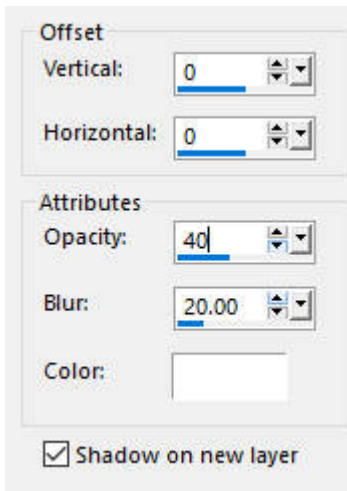 Offset
Vertical: 0
Horizontal: 0
Attributes
Opacity: 40
Blur: 20.00
Color:
Shadow on new layer